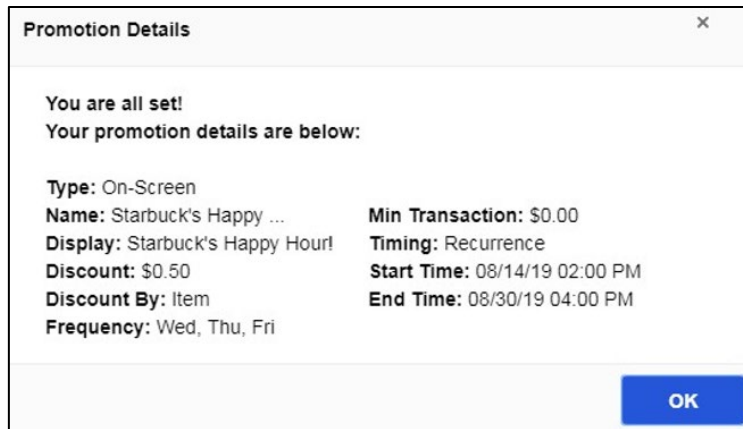 Promotion Details
×
You are all set!
Your promotion details are below:
Type: On-Screen
Name: Starbuck's Happy ...
Display: Starbuck's Happy Hour!
Discount: $0.50
Discount By: Item
Frequency: Wed, Thu, Fri
Min Transaction: $0.00
Timing: Recurrence
Start Time: 08/14/19 02:00 PM
End Time: 08/30/19 04:00 PM
OK